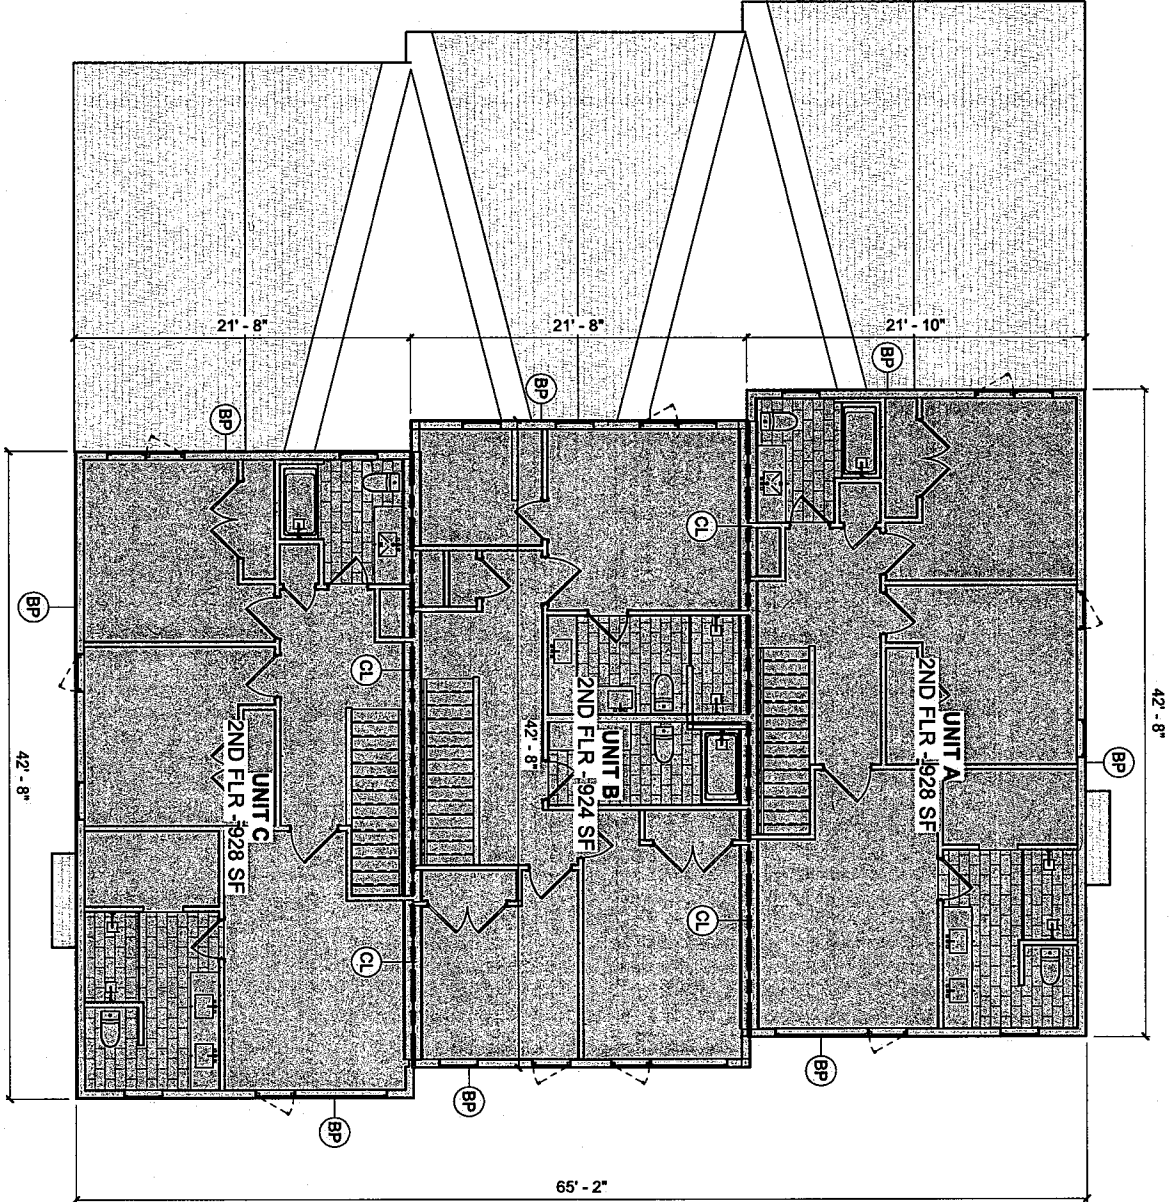 21' - 8"
21' - 8"
21' - 10"
BP
BP
BP
42' - 8"
CL
BP
CL
UNIT A
2ND FLR - 928 SF
BP
UNIT B
2ND FLR - 924 SF
42' - 8"
UNIT C
2ND FLR - 928 SF
42' - 8"
CL
CL
BP
BP
BP
65' - 2"